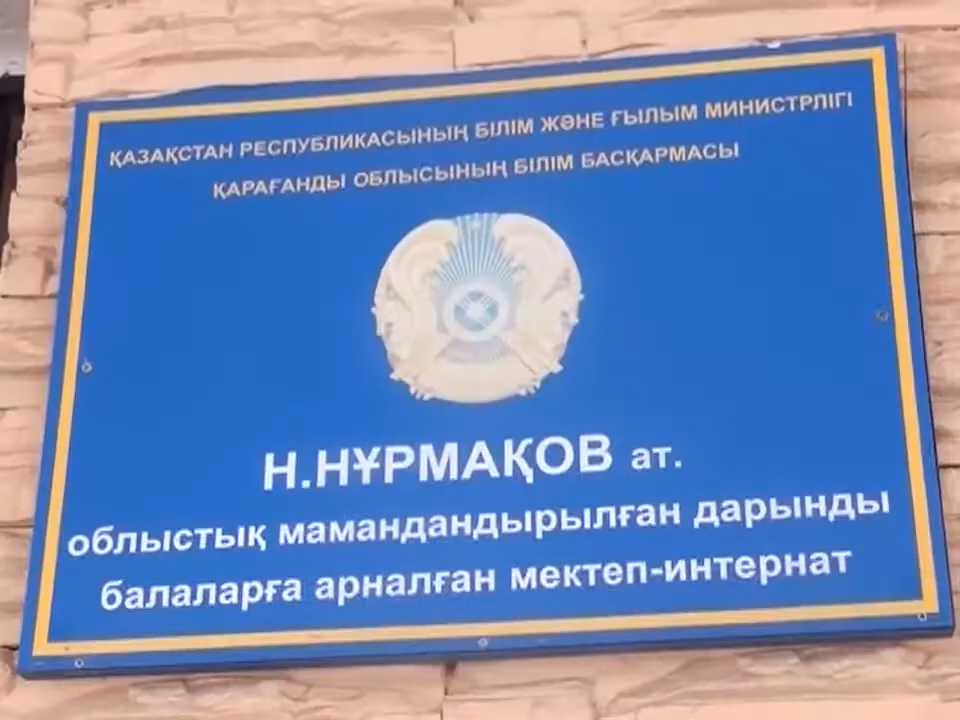 ҚАЗАҚСТАН РЕСПУБЛИКАСЫНЫҢ БІЛІМ ЖӘНЕ ҒЫЛЫМ МИНИСТРЛІГІ
ҚАРАҒАНДЫ ОБЛЫСЫНЫҢ БІЛІМ БАСҚАРМАСЫ
Н.НҰРМАҚОВ ат.
облыстық мамандандырылған дарынды
балаларға арналған мектеп-интернат